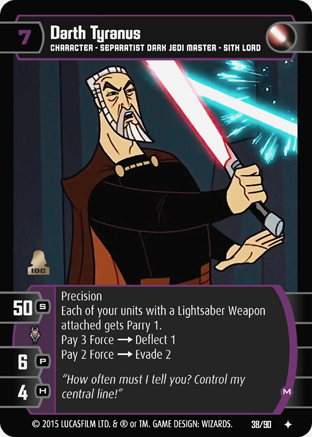 7
Darth Tyranus
CHARACTER - SEPARATIST DARK JEDI MASTER - SITH LORD
IDC
50 S
6 P
4 H
Precision
Each of your units with a Lightsaber Weapon
attached gets Parry 1.
Pay 3 Force → Deflect 1
Pay 2 Force → Evade 2
“How often must I tell you? Control my
central line!”
M
© 2015 LUCASFILM LTD. & ® or TM. GAME DESIGN: WIZARDS.
38/90